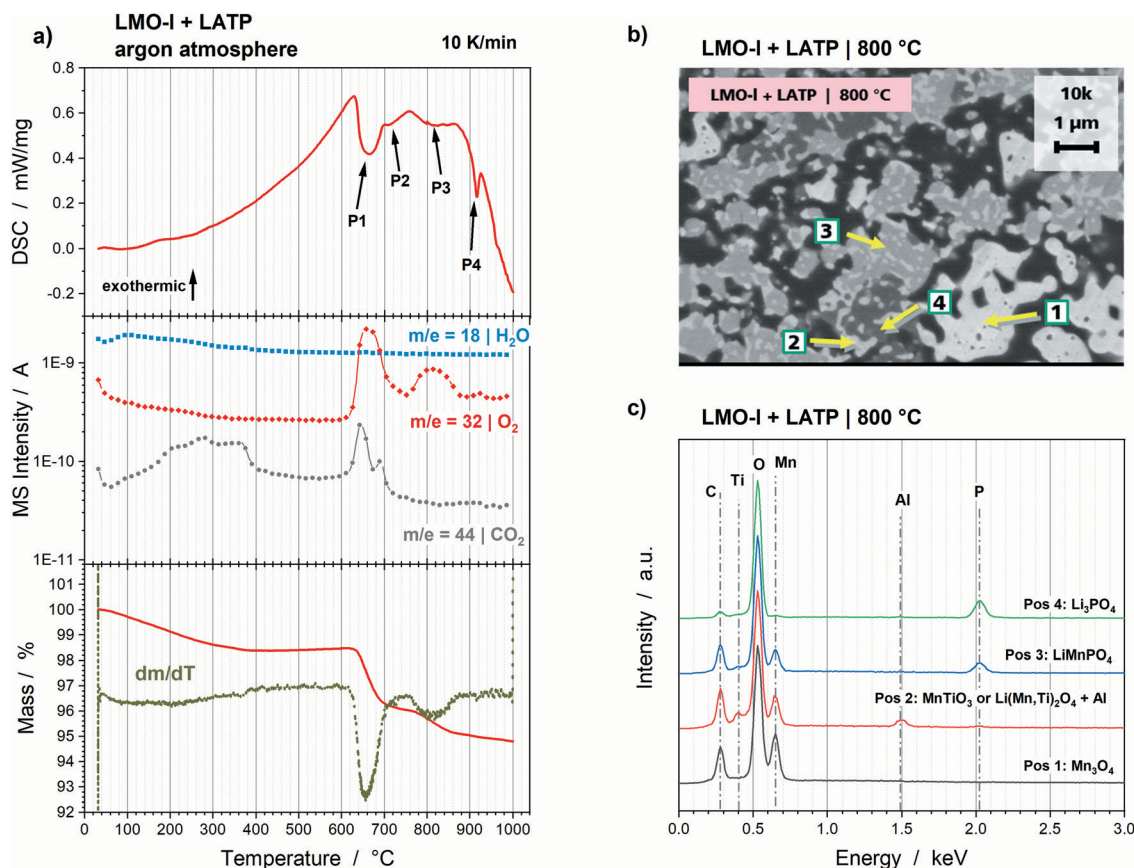 a)
LMO-I + LATP
argon atmosphere
10 K/min
0.8
0.6
0.4
0.2
0.0
-0.2
DSC / mW/mg
P1
P2
P3
P4
exothermic
1E-9
1E-10
1E-11
MS Intensity / A
m/e = 18 | H₂O
m/e = 32 | O₂
m/e = 44 | CO₂
101
100
99
98
97
96
95
94
93
92
Mass / %
dm/dT
0 100 200 300 400 500 600 700 800 900 1000
Temperature / °C
b)
LMO-I + LATP | 800 °C
LMO-I + LATP | 800 °C
10k
1 µm
3
4
1
2
c)
LMO-I + LATP | 800 °C
C
Ti
O
Mn
Al
P
Intensity / a.u.
Pos 4: Li₃PO₄
Pos 3: LiMnPO₄
Pos 2: MnTiO₃ or Li(Mn,Ti)₂O₄ + Al
Pos 1: Mn₃O₄
0.0 0.5 1.0 1.5 2.0 2.5 3.0
Energy / keV